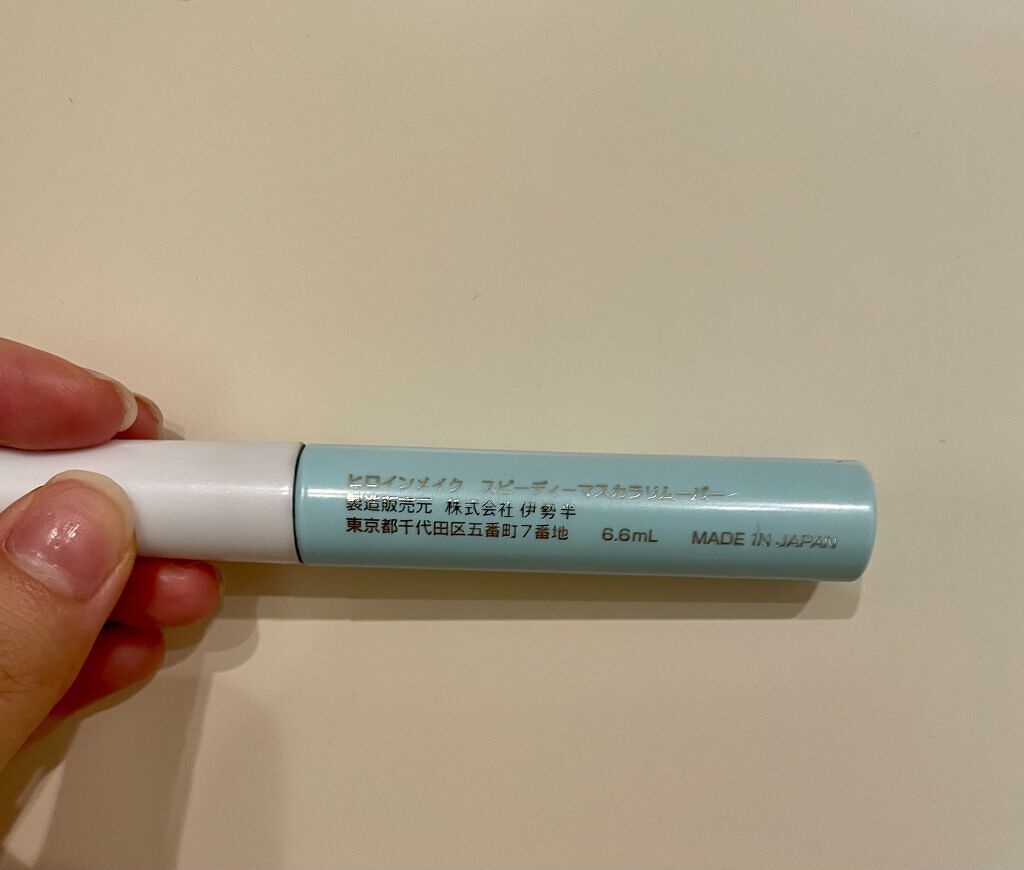 ヒロインメイク スピーディーマスカラリムーバー
製造販売元 株式会社伊勢半
東京都千代田区五番町7番地 6.6mL MADE IN JAPAN